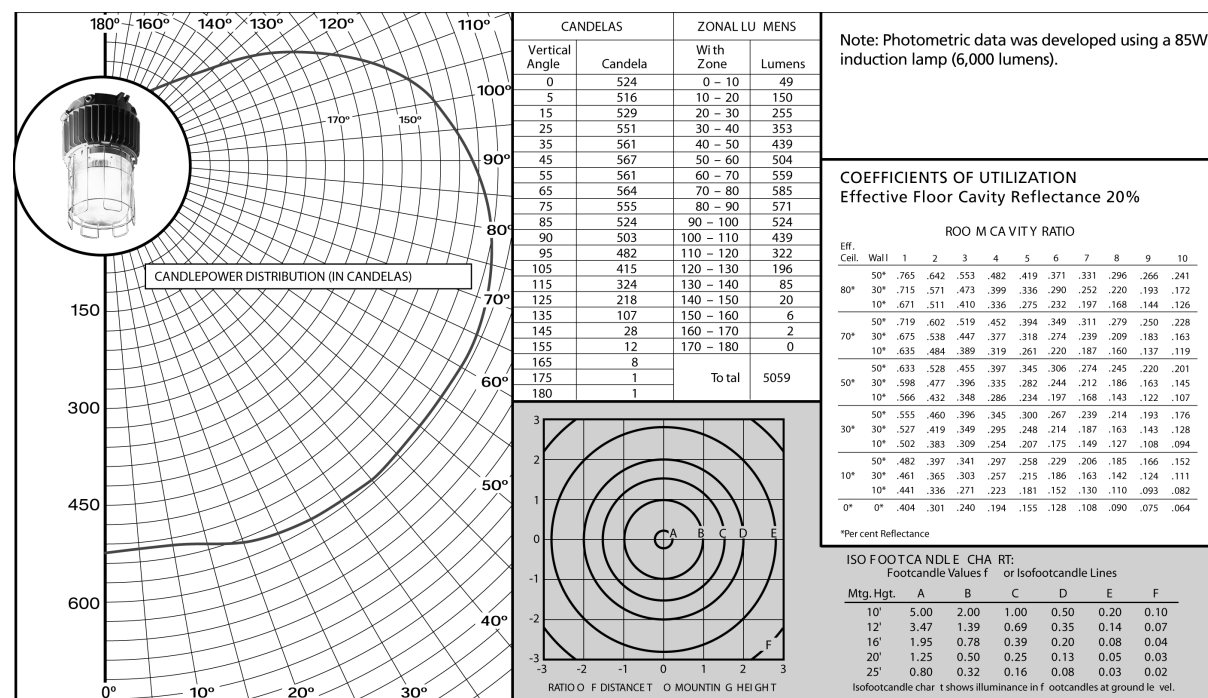 180º 160º 140º 130º 120º 110º
100º
170º 150º
90º
80º
CANDLEPOWER DISTRIBUTION (IN CANDELAS)
70º
150
60º
300
50º
450
600
40º
0º 10º 20º 30º
CANDELAS ZONAL LU MENS
Vertical Angle Candela Wi th Zone Lumens
0 524 0 – 10 49
5 516 10 – 20 150
15 529 20 – 30 255
25 551 30 – 40 353
35 561 40 – 50 439
45 567 50 – 60 504
55 561 60 – 70 559
65 564 70 – 80 585
75 555 80 – 90 571
85 524 90 – 100 524
90 503 100 – 110 439
95 482 110 – 120 322
105 415 120 – 130 196
115 324 130 – 140 85
125 218 140 – 150 20
135 107 150 – 160 6
145 28 160 – 170 2
155 12 170 – 180 0
165 8
175 1 To tal 5059
180 1
3
2
1
0 A B C D E
-1
-2
F
-3
-3 -2 -1 0 1 2 3
RATIO O F DISTANCE T O MOUNTIN G HEI GH T
Note: Photometric data was developed using a 85W
induction lamp (6,000 lumens).
COEFFICIENTS OF UTILIZATION
Effective Floor Cavity Reflectance 20%
ROO M CA VIT Y RATIO
Eff.
Ceil. Wal l 1 2 3 4 5 6 7 8 9 10
50* .765 .642 .553 .482 .419 .371 .331 .296 .266 .241
80* 30* .715 .571 .473 .399 .336 .290 .252 .220 .193 .172
10* .671 .511 .410 .336 .275 .232 .197 .168 .144 .126
50* .719 .602 .519 .452 .394 .349 .311 .279 .250 .228
70* 30* .675 .538 .447 .377 .318 .274 .239 .209 .183 .163
10* .635 .484 .389 .319 .261 .220 .187 .160 .137 .119
50* .633 .528 .455 .397 .345 .306 .274 .245 .220 .201
50* 30* .598 .477 .396 .335 .282 .244 .212 .186 .163 .145
10* .566 .432 .348 .286 .234 .197 .168 .143 .122 .107
50* .555 .460 .396 .345 .300 .267 .239 .214 .193 .176
30* 30* .527 .419 .349 .295 .248 .214 .187 .163 .143 .128
10* .502 .383 .309 .254 .207 .175 .149 .127 .108 .094
50* .482 .397 .341 .297 .258 .229 .206 .185 .166 .152
10* 30* .461 .365 .303 .257 .215 .186 .163 .142 .124 .111
10* .441 .336 .271 .223 .181 .152 .130 .110 .093 .082
0* 0* .404 .301 .240 .194 .155 .128 .108 .090 .075 .064
*Per cent Reflectance
ISO F OOT CA NDL E CHA RT:
Footcandle Values f or Isofootcandle Lines
Mtg. Hgt. A B C D E F
10' 5.00 2.00 1.00 0.50 0.20 0.10
12' 3.47 1.39 0.69 0.35 0.14 0.07
16' 1.95 0.78 0.39 0.20 0.08 0.04
20' 1.25 0.50 0.25 0.13 0.05 0.03
25' 0.80 0.32 0.16 0.08 0.03 0.02
Isofootcandle char t shows illuminance in f ootcandles at ground le vel.